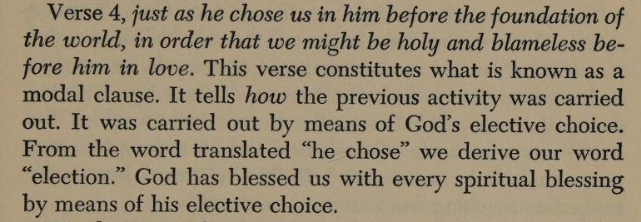 Verse 4, just as he chose us in him before the foundation of
the world, in order that we might be holy and blameless be-
fore him in love. This verse constitutes what is known as a
modal clause. It tells how the previous activity was carried
out. It was carried out by means of God's elective choice.
From the word translated "he chose" we derive our word
"election." God has blessed us with every spiritual blessing
by means of his elective choice.